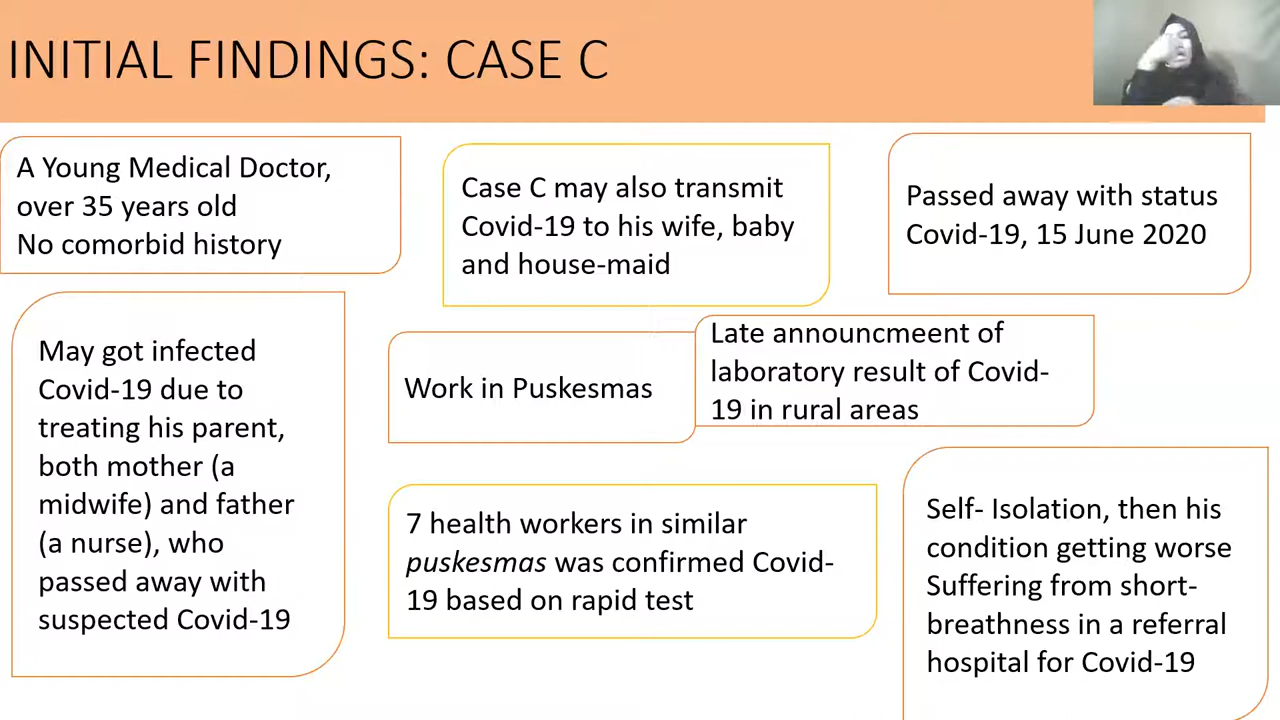 INITIAL FINDINGS: CASE C
A Young Medical Doctor,
over 35 years old
No comorbid history
Case C may also transmit
Covid-19 to his wife, baby
and house-maid
Passed away with status
Covid-19, 15 June 2020
May got infected
Covid-19 due to
treating his parent,
both mother (a
midwife) and father
(a nurse), who
passed away with
suspected Covid-19
Work in Puskesmas
Late announcmeent of
laboratory result of Covid-
19 in rural areas
7 health workers in similar
puskesmas was confirmed Covid-
19 based on rapid test
Self- Isolation, then his
condition getting worse
Suffering from short-
breathness in a referral
hospital for Covid-19